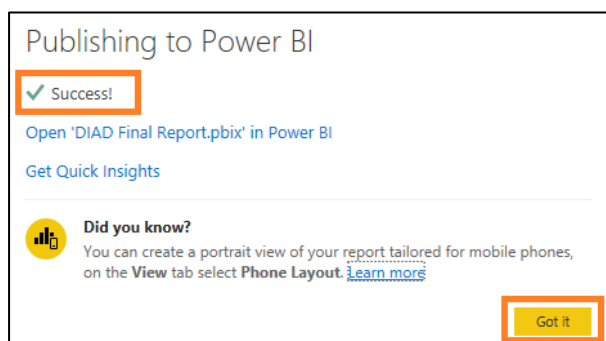 Publishing to Power BI
Success!
Open 'DIAD Final Report.pbix' in Power BI
Get Quick Insights
Did you know?
You can create a portrait view of your report tailored for mobile phones,
on the View tab select Phone Layout. Learn more
Got it